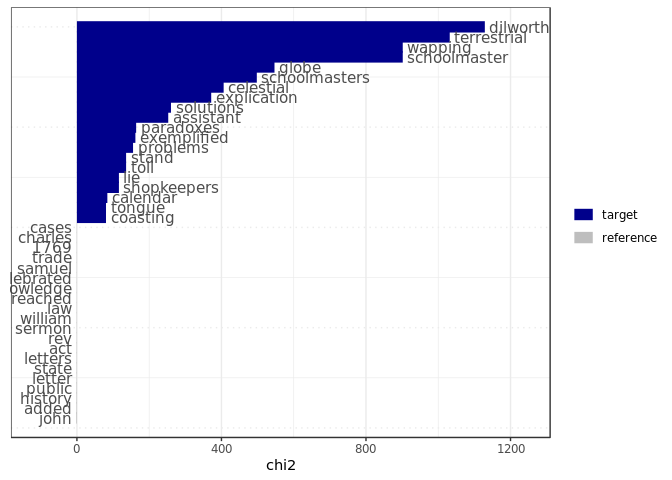 dilworth
terrestrial
wapping
schoolmaster
globe
schoolmasters
celestial
explication
solutions
assistant
paradoxes
exemplified
problems
stand
toll
lie
shopkeepers
calendar
tongue
coasting
cases
charles
1769
trade
samuel
lebrated
owledge
reached
law
william
sermon
rev
act
letters
state
letter
public
history
added
john
target
reference
0 400 800 1200
chi2